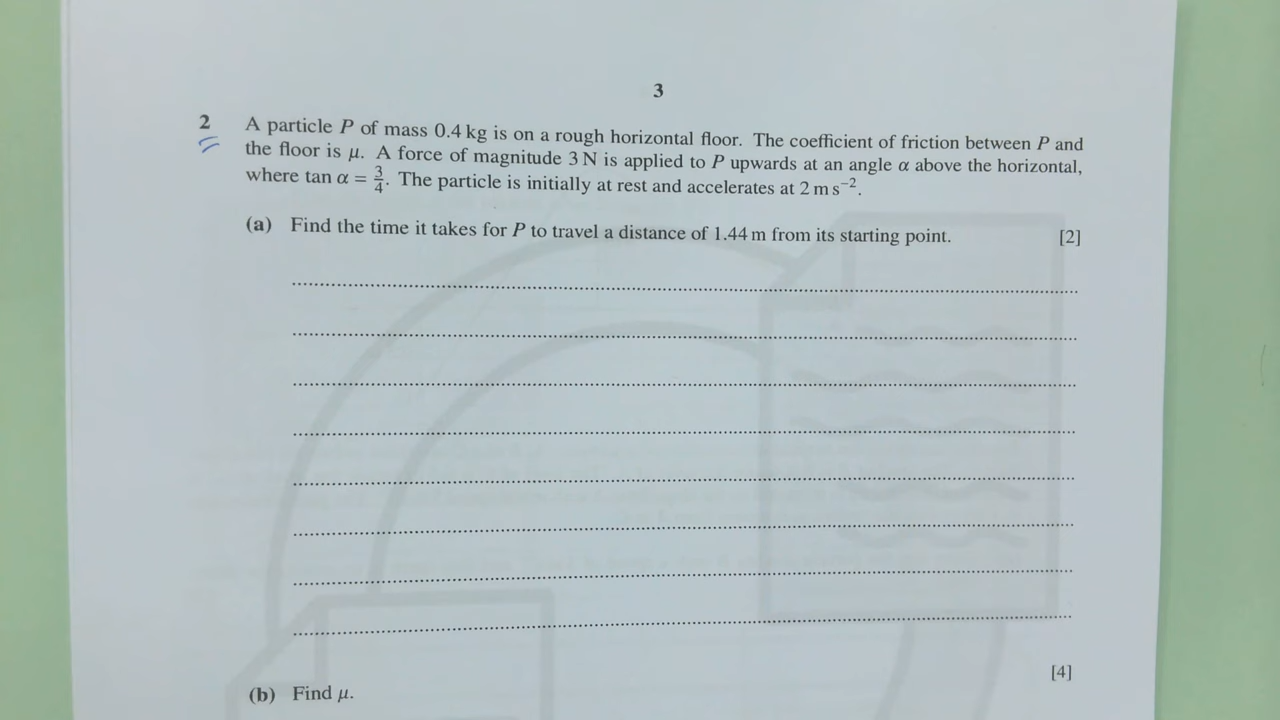 3
2 A particle P of mass 0.4 kg is on a rough horizontal floor. The coefficient of friction between P and
the floor is μ. A force of magnitude 3 N is applied to P upwards at an angle α above the horizontal,
where tan α = 3/4. The particle is initially at rest and accelerates at 2 m s⁻².
(a) Find the time it takes for P to travel a distance of 1.44 m from its starting point. [2]
(b) Find μ. [4]